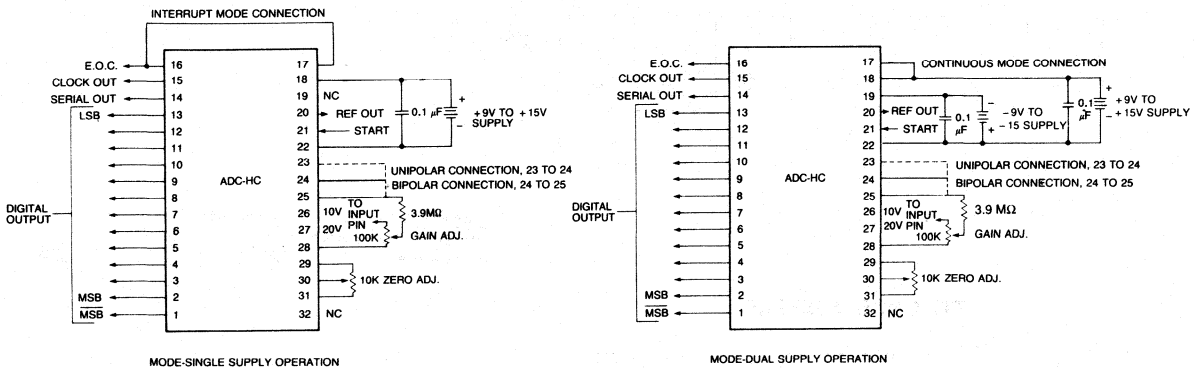 INTERRUPT MODE CONNECTION
E.O.C. 16 17
CLOCK OUT 15 18
SERIAL OUT 14 19 NC
LSB 13 20 REF OUT
12 21 START
11 22
10 23
9 24
8 25
7 26 10V
6 27 20V
5 28
4 29
3 30
MSB 2 31
MSB 1 32 NC
ADC-HC
DIGITAL
OUTPUT
0.1 µF
+
+9V TO +15V
SUPPLY
−
UNIPOLAR CONNECTION, 23 TO 24
BIPOLAR CONNECTION, 24 TO 25
TO
INPUT
PIN
3.9MΩ
100K
GAIN ADJ.
10K ZERO ADJ.
MODE-SINGLE SUPPLY OPERATION
E.O.C. 16 17
CLOCK OUT 15 18
SERIAL OUT 14 19
LSB 13 20 REF OUT
12 21 START
11 22
10 23
9 24
8 25
7 26 10V
6 27 20V
5 28
4 29
3 30
MSB 2 31
MSB 1 32 NC
ADC-HC
DIGITAL
OUTPUT
CONTINUOUS MODE CONNECTION
0.1
µF
−
−9V TO
−15 SUPPLY
+
0.1
µF
+
+9V TO
+15V SUPPLY
−
UNIPOLAR CONNECTION, 23 TO 24
BIPOLAR CONNECTION, 24 TO 25
TO
INPUT
PIN
3.9 MΩ
100K
GAIN ADJ.
10K ZERO ADJ.
MODE-DUAL SUPPLY OPERATION